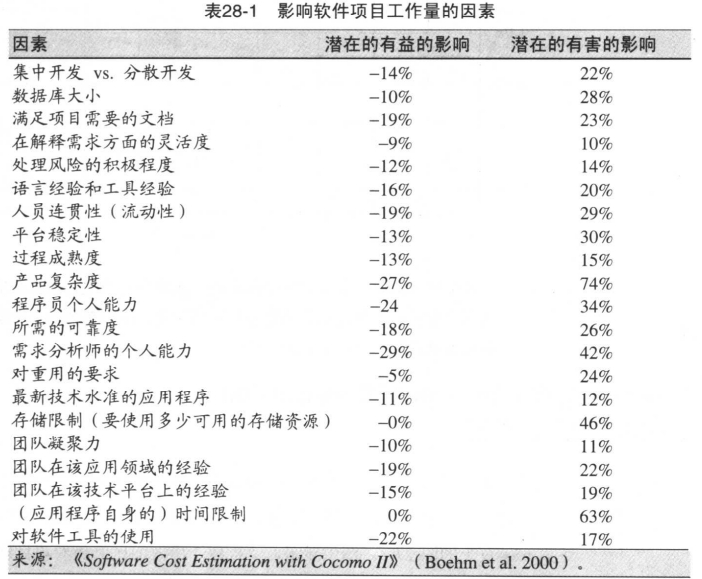 表28-1 影响软件项目工作量的因素
因素 潜在的有益的影响 潜在的有害的影响
集中开发 vs. 分散开发 -14% 22%
数据库大小 -10% 28%
满足项目需要的文档 -19% 23%
在解释需求方面的灵活度 -9% 10%
处理风险的积极程度 -12% 14%
语言经验和工具经验 -16% 20%
人员连贯性（流动性） -19% 29%
平台稳定性 -13% 30%
过程成熟度 -13% 15%
产品复杂度 -27% 74%
程序员个人能力 -24 34%
所需的可靠度 -18% 26%
需求分析师的个人能力 -29% 42%
对重用的要求 -5% 24%
最新技术水准的应用程序 -11% 12%
存储限制（要使用多少可用的存储资源） -0% 46%
团队凝聚力 -10% 11%
团队在该应用领域的经验 -19% 22%
团队在该技术平台上的经验 -15% 19%
（应用程序自身的）时间限制 0% 63%
对软件工具的使用 -22% 17%
来源：《Software Cost Estimation with Cocomo II》（Boehm et al. 2000）。